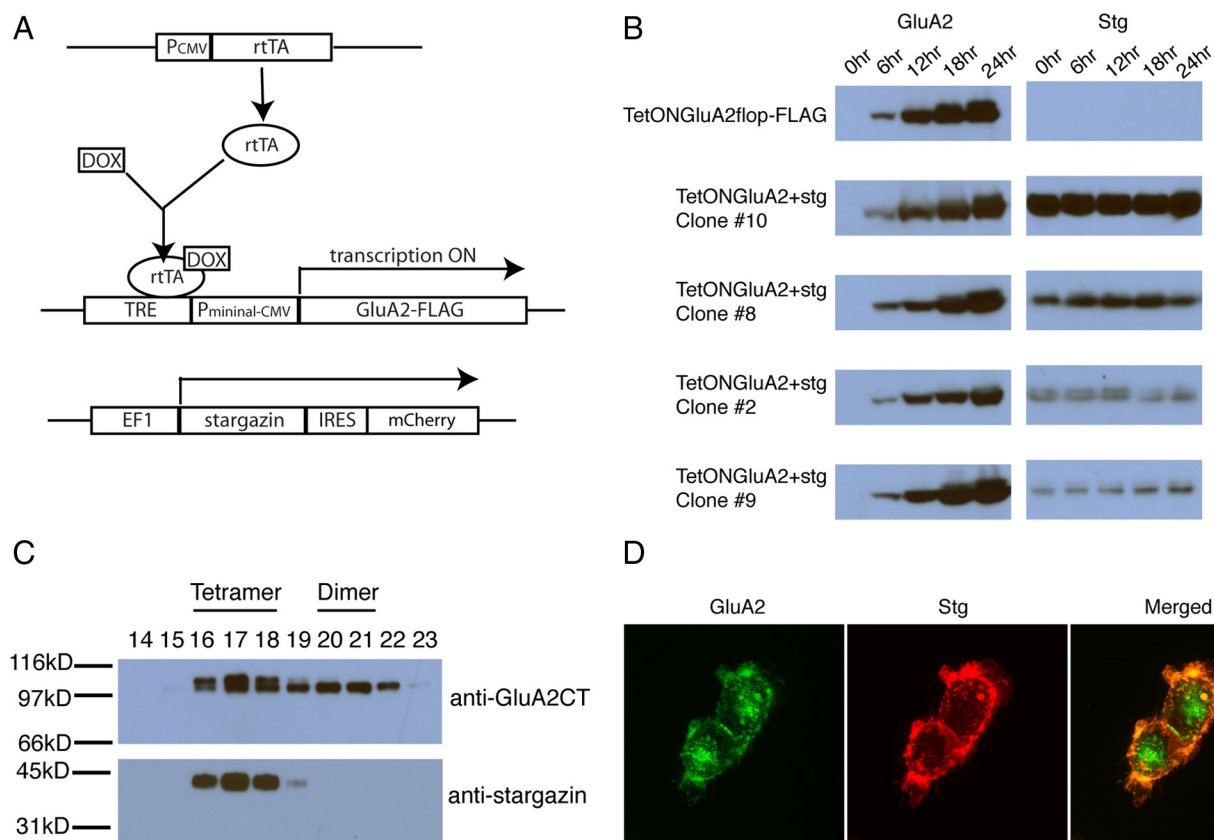 A
PCMV rtTA
rtTA
DOX
rtTA DOX
transcription ON
TRE Pmininal-CMV GluA2-FLAG
EF1 stargazin IRES mCherry
B
GluA2 Stg
0hr 6hr 12hr 18hr 24hr 0hr 6hr 12hr 18hr 24hr
TetONGluA2flop-FLAG
TetONGluA2+stg
Clone #10
TetONGluA2+stg
Clone #8
TetONGluA2+stg
Clone #2
TetONGluA2+stg
Clone #9
C
Tetramer Dimer
14 15 16 17 18 19 20 21 22 23
116kD
97kD
66kD
45kD
31kD
anti-GluA2CT
anti-stargazin
D
GluA2 Stg Merged